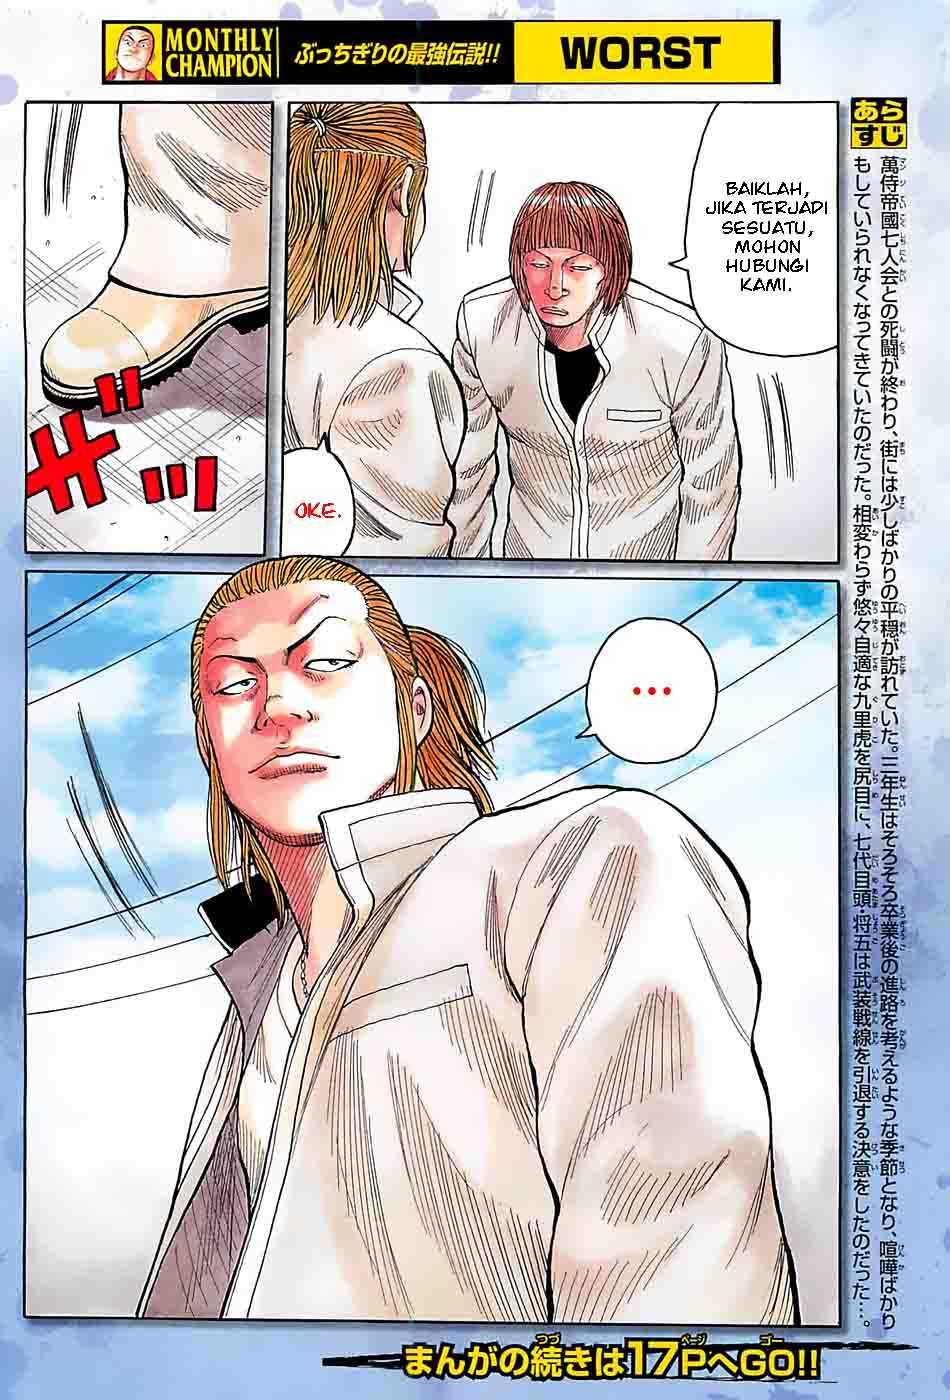 MONTHLY
CHAMPION
ぶっちぎりの最強伝説!!
WORST
あら
すじ
萬侍帝國七人会との死闘が終わり、街には少しばかりの平穏が訪れていた。三年生はそろそろ卒業後の進路を考えるような季節となり、喧嘩ばかり
もしていられなくなってきていたのだった。相変わらず悠々自適な九里虎を尻目に、七代目頭・将五は武装戦線を引退する決意をしたのだった…。
BAIKLAH,
JIKA TERJADI
SESUATU,
MOHON
HUBUNGI
KAMI.
OKE.
ザッ
...
まんがの続きは17PへGO!!